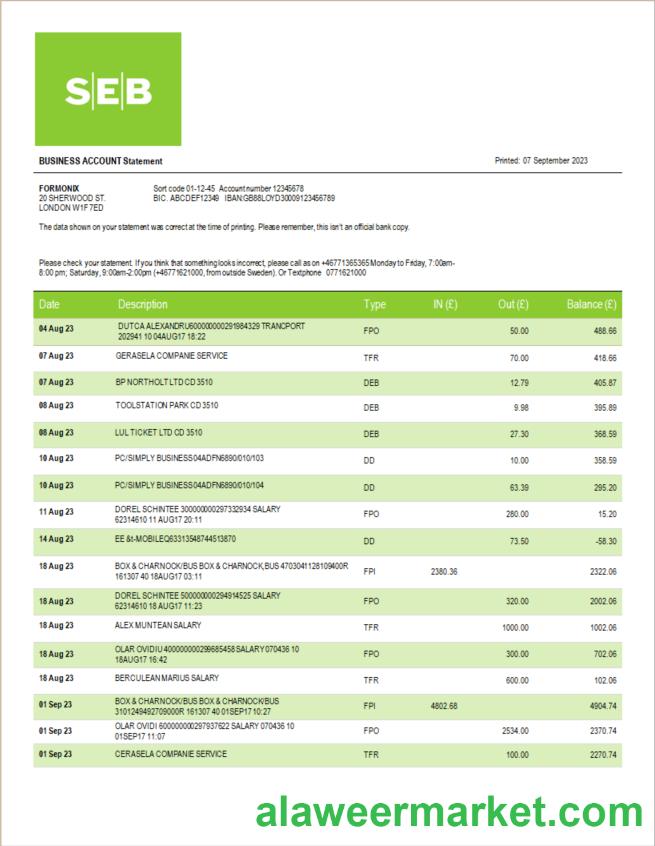 SEB
BUSINESS ACCOUNT Statement
Printed: 07 September 2023
FORMONIX
Sort code 01-12-45 Account number 12345678
20 SHERWOOD ST.
BIC. ABCDEF12349 IBAN:GB88LOYD30009123456789
LONDON W1F 7ED
The data shown on your statement was correct at the time of printing. Please remember, this isn't an official bank copy.
Please check your statement. If you think that something looks incorrect, please call as on +46771365365 Monday to Friday, 7:00am-
8:00 pm; Saturday, 9:00am-2:00pm (+46771621000, from outside Sweden). Or Textphone 0771621000
Date Description Type IN (£) Out (£) Balance (£)
04 Aug 23 DUTCA ALEXANDRU600000000291984329 TRANCPORT FPO 50.00 488.66
202941 10 04AUG17 18:22
07 Aug 23 GERASELA COMPANIE SERVICE TFR 70.00 418.66
07 Aug 23 BP NORTHOLT LTD CD 3510 DEB 12.79 405.87
08 Aug 23 TOOLSTATION PARK CD 3510 DEB 9.98 395.89
08 Aug 23 LUL TICKET LTD CD 3510 DEB 27.30 368.59
10 Aug 23 PC/SIMPLY BUSINESS04ADFN6890/010/103 DD 10.00 358.59
10 Aug 23 PC/SIMPLY BUSINESS04ADFN6890/010/104 DD 63.39 295.20
11 Aug 23 DOREL SCHINTEE 300000000297332934 SALARY FPO 280.00 15.20
62314610 11 AUG17 20:11
14 Aug 23 EE &t-MOBILEQ63313548744513870 DD 73.50 -58.30
18 Aug 23 BOX & CHARNOCK/BUS BOX & CHARNOCK,BUS 4703041128109400R FPI 2380.36 2322.06
161307 40 18AUG17 03:11
18 Aug 23 DOREL SCHINTEE 500000000294914525 SALARY FPO 320.00 2002.06
62314610 18 AUG17 11:23
18 Aug 23 ALEX MUNTEAN SALARY TFR 1000.00 1002.06
18 Aug 23 OLAR OVIDIU 400000000299685458 SALARY 070436 10 FPO 300.00 702.06
18AUG17 16:42
18 Aug 23 BERCULEAN MARIUS SALARY TFR 600.00 102.06
01 Sep 23 BOX & CHARNOCK/BUS BOX & CHARNOCK/BUS FPI 4802.68 4904.74
3101249492709000R 161307 40 01SEP17 10:27
01 Sep 23 OLAR OVIDI 600000000297937622 SALARY 070436 10 FPO 2534.00 2370.74
01SEP17 11:07
01 Sep 23 CERASELA COMPANIE SERVICE TFR 100.00 2270.74
alaweermarket.com